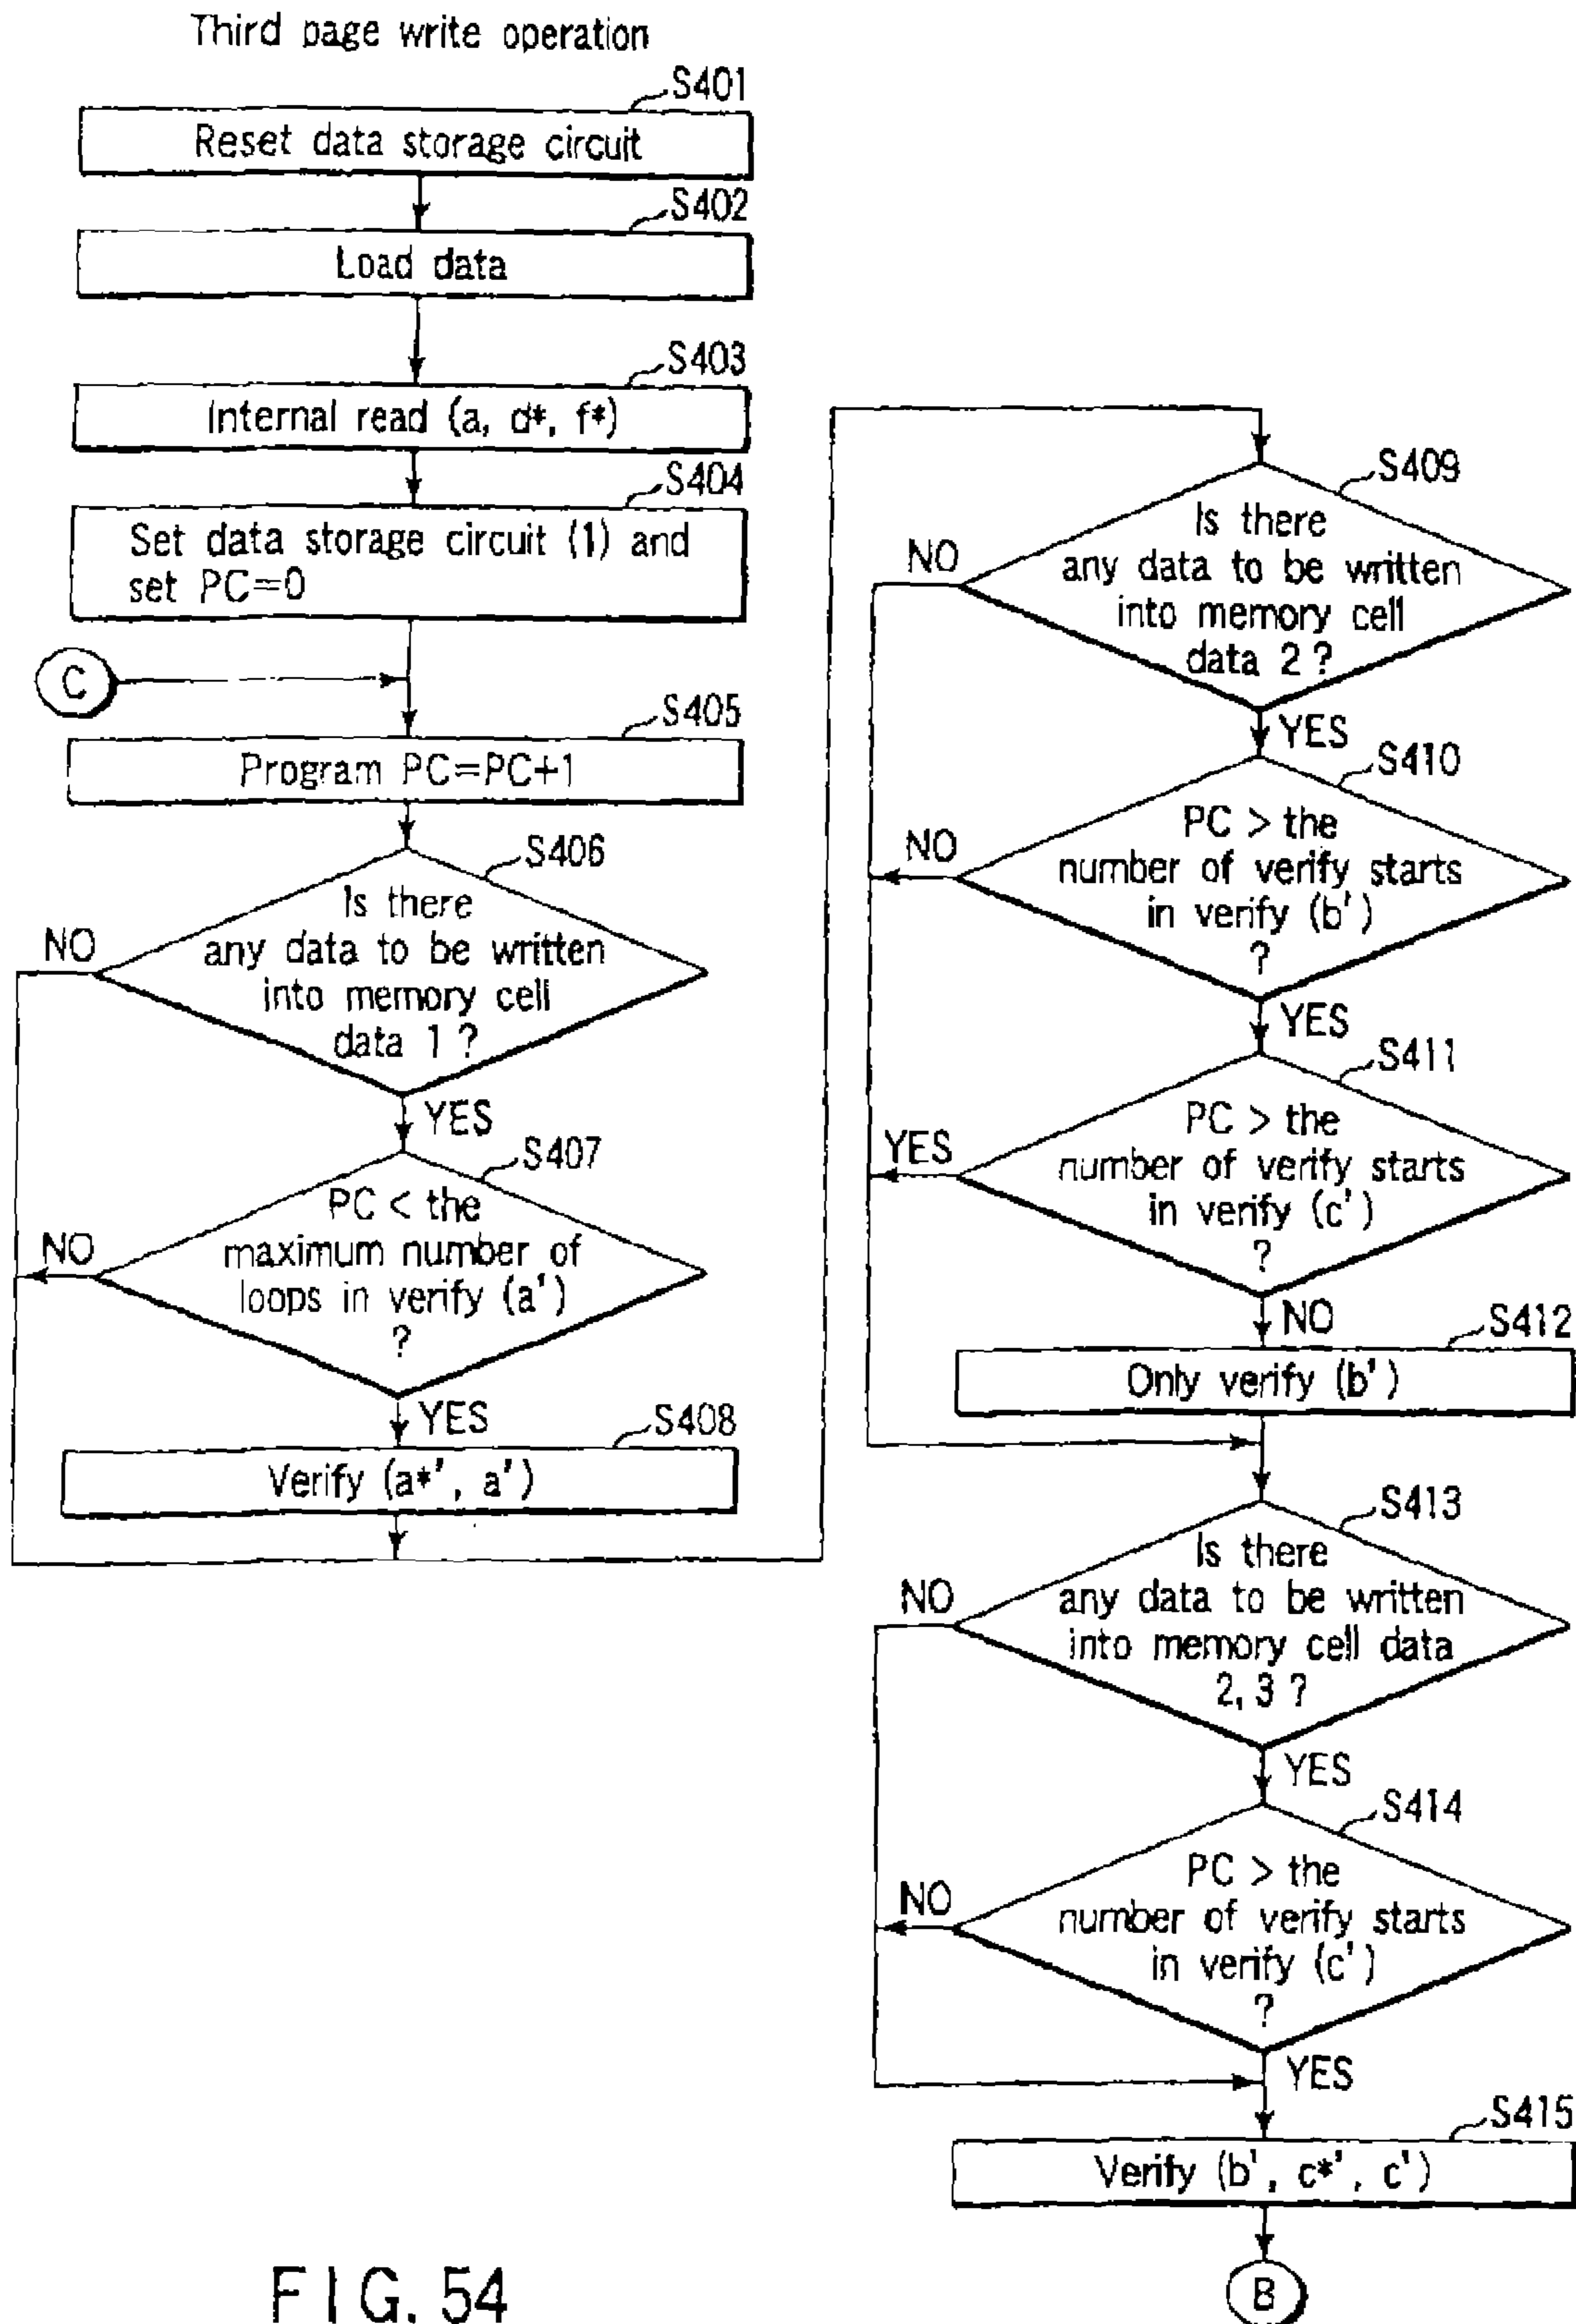 Third page write operation
S401
Reset data storage circuit
S402
Load data
S403
Internal read (a, d*, f*)
S404
Set data storage circuit (1) and
set PC=0
C
S405
Program PC=PC+1
S406
Is there
any data to be written
into memory cell
data 1 ?
NO
YES
S407
PC < the
maximum number of
loops in verify (a')
?
NO
YES
S408
Verify (a*', a')
S409
Is there
any data to be written
into memory cell
data 2 ?
NO
YES
S410
PC > the
number of verify starts
in verify (b')
?
NO
YES
S411
PC > the
number of verify starts
in verify (c')
?
YES
NO
S412
Only verify (b')
S413
Is there
any data to be written
into memory cell data
2, 3 ?
NO
YES
S414
PC > the
number of verify starts
in verify (c')
?
NO
YES
S415
Verify (b', c*', c')
B
FIG. 54